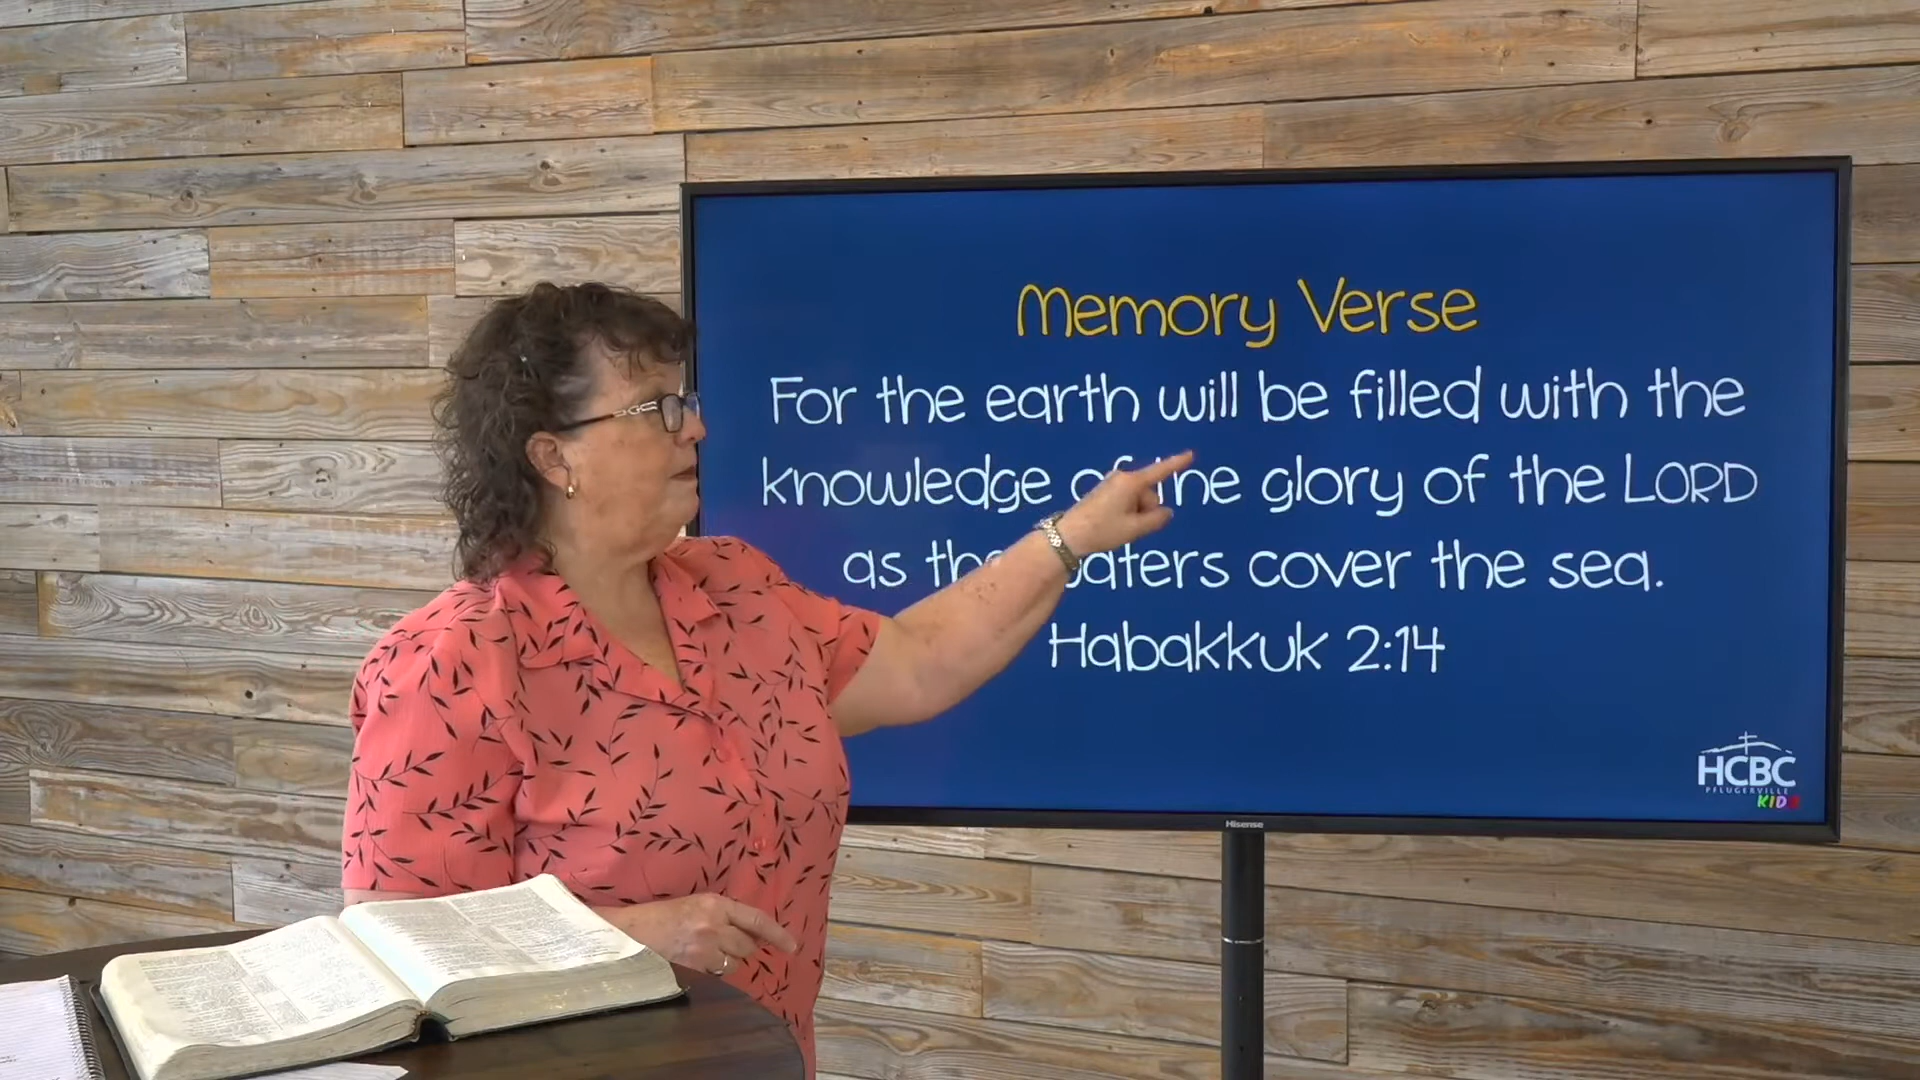 Memory Verse
For the earth will be filled with the
knowledge of the glory of the LORD
as the waters cover the sea.
Habakkuk 2:14
HCBC
PFLUGERVILLE
KIDS
Hisense